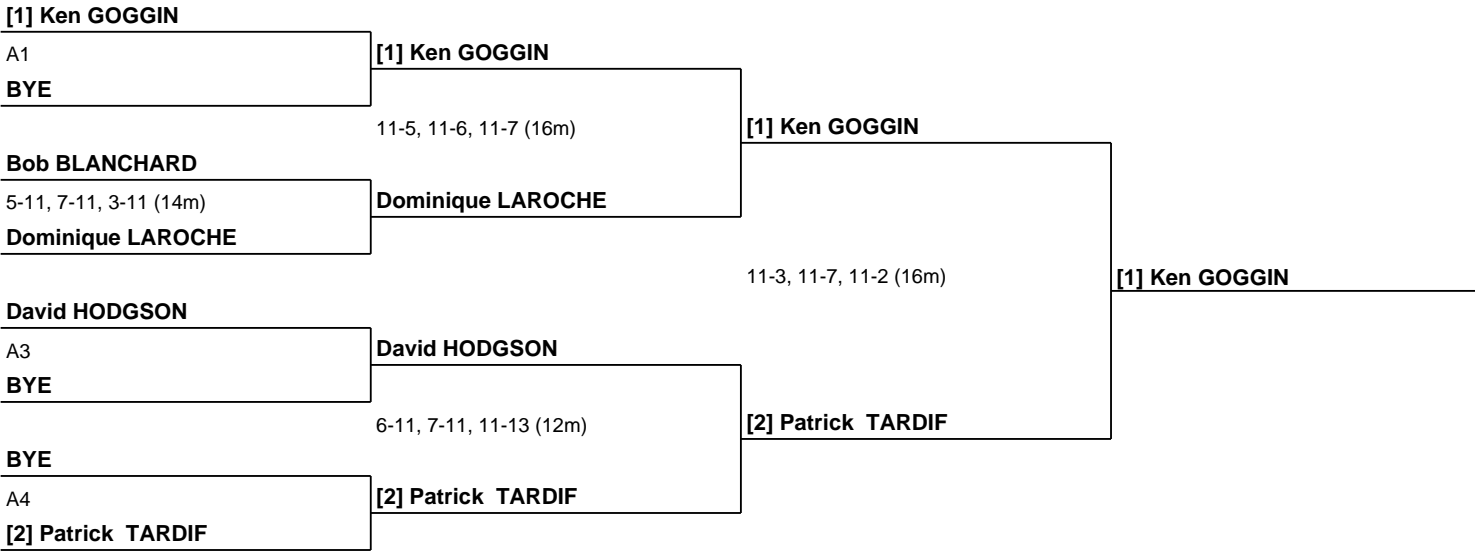 [1] Ken GOGGIN
A1
BYE
[1] Ken GOGGIN
11-5, 11-6, 11-7 (16m)
[1] Ken GOGGIN
Bob BLANCHARD
5-11, 7-11, 3-11 (14m)
Dominique LAROCHE
Dominique LAROCHE
11-3, 11-7, 11-2 (16m)
[1] Ken GOGGIN
David HODGSON
A3
BYE
David HODGSON
6-11, 7-11, 11-13 (12m)
[2] Patrick  TARDIF
BYE
A4
[2] Patrick  TARDIF
[2] Patrick  TARDIF